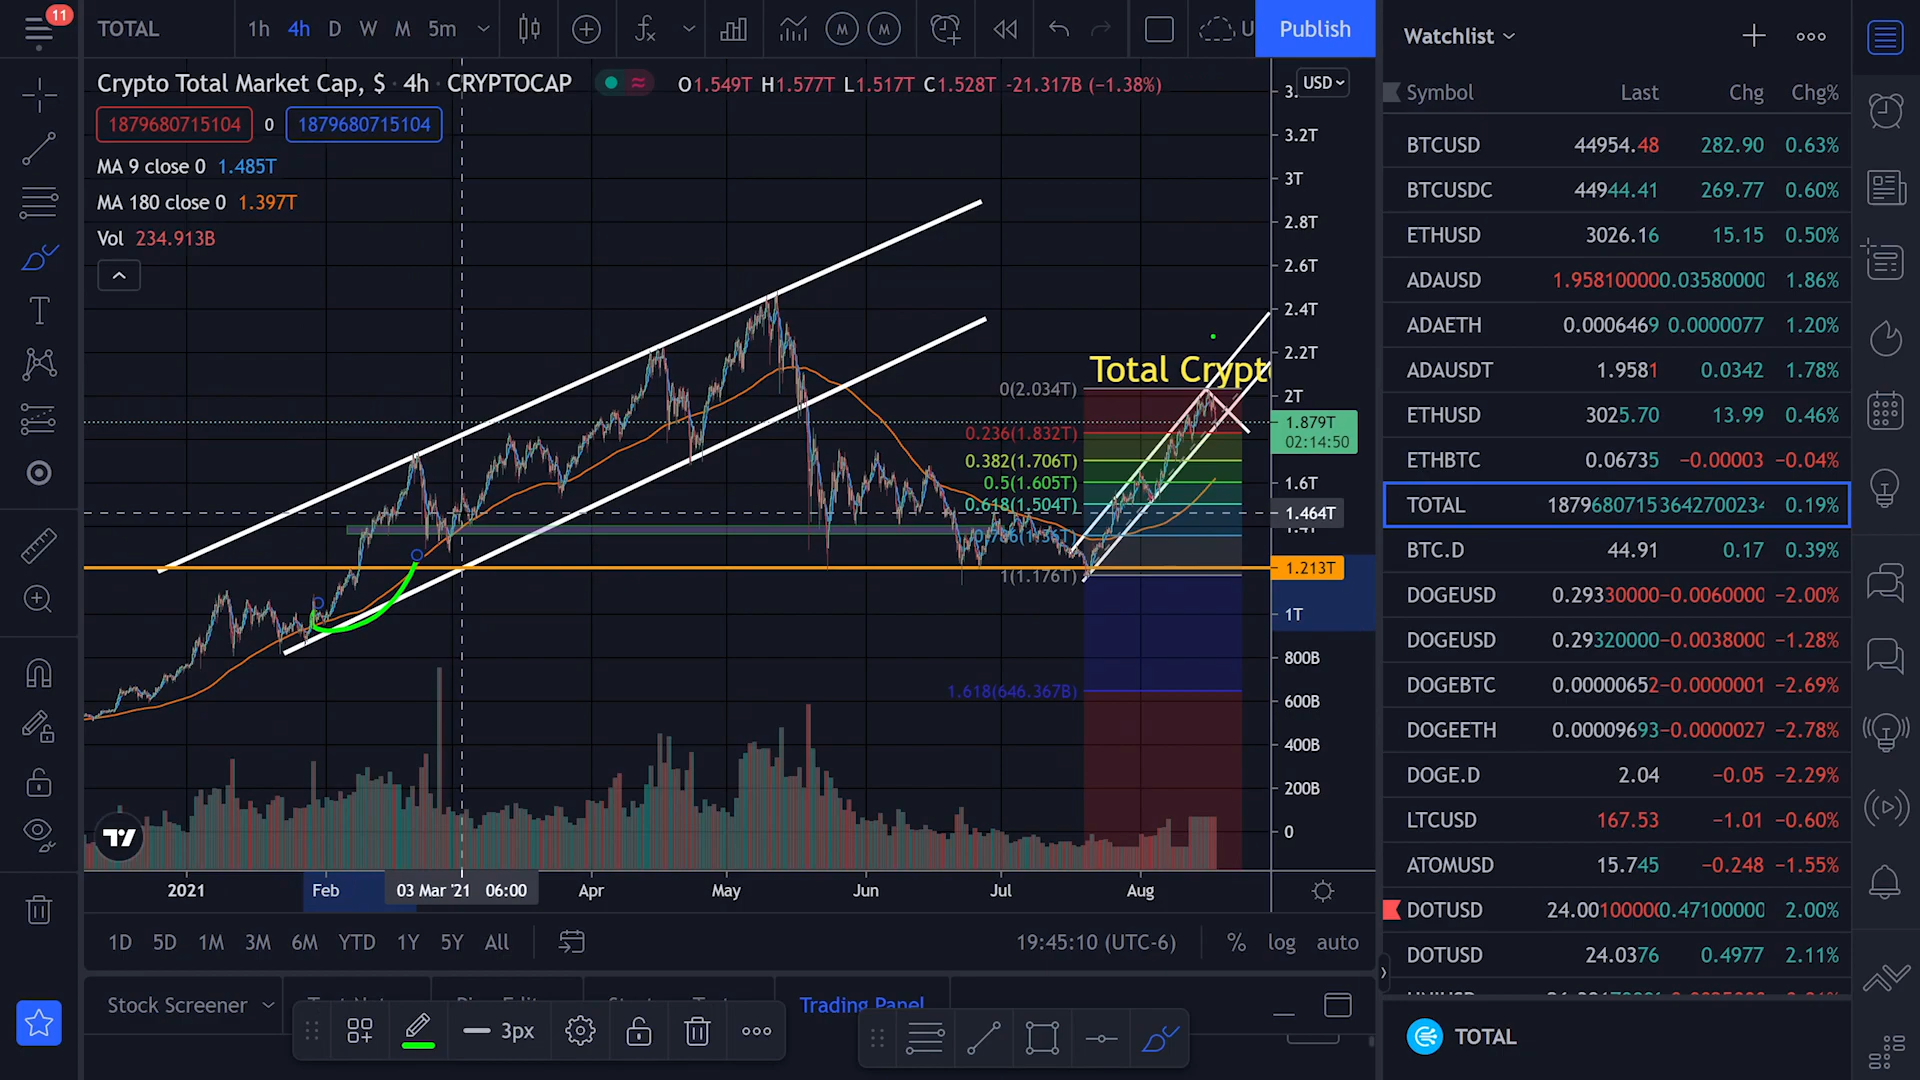 11
TOTAL
1h 4h D W M 5m
Publish
Crypto Total Market Cap, $ · 4h · CRYPTOCAP
O1.549T H1.577T L1.517T C1.528T -21.317B (−1.38%)
1879680715104 0 1879680715104
MA 9 close 0 1.485T
MA 180 close 0 1.397T
Vol 234.913B
USD
3.2T
3T
2.8T
2.6T
2.4T
2.2T
2T
1.879T
02:14:50
1.6T
1.464T
1.213T
1T
800B
600B
400B
200B
0
Total Crypt
0(2.034T)
0.236(1.832T)
0.382(1.706T)
0.5(1.605T)
0.618(1.504T)
1(1.176T)
1.618(646.367B)
2021 Feb 03 Mar '21 06:00 Apr May Jun Jul Aug
1D 5D 1M 3M 6M YTD 1Y 5Y All
19:45:10 (UTC-6) % log auto
Stock Screener
Trading Panel
3px
Watchlist
Symbol Last Chg Chg%
BTCUSD 44954.48 282.90 0.63%
BTCUSDC 44944.41 269.77 0.60%
ETHUSD 3026.16 15.15 0.50%
ADAUSD 1.95810000 0.03580000 1.86%
ADAETH 0.0006469 0.0000077 1.20%
ADAUSDT 1.9581 0.0342 1.78%
ETHUSD 3025.70 13.99 0.46%
ETHBTC 0.06735 −0.00003 −0.04%
TOTAL 1879680715364270023 0.19%
BTC.D 44.91 0.17 0.39%
DOGEUSD 0.29330000 −0.0060000 −2.00%
DOGEUSD 0.29320000 −0.0038000 −1.28%
DOGEBTC 0.00000652 −0.0000001 −2.69%
DOGEETH 0.00009693 −0.0000027 −2.78%
DOGE.D 2.04 −0.05 −2.29%
LTCUSD 167.53 −1.01 −0.60%
ATOMUSD 15.745 −0.248 −1.55%
DOTUSD 24.00100000 0.47100000 2.00%
DOTUSD 24.0376 0.4977 2.11%
TOTAL